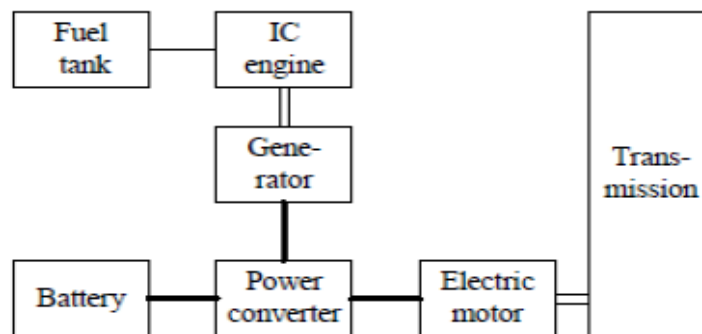 Fuel
tank
IC
engine
Gene-
rator
Trans-
mission
Battery
Power
converter
Electric
motor